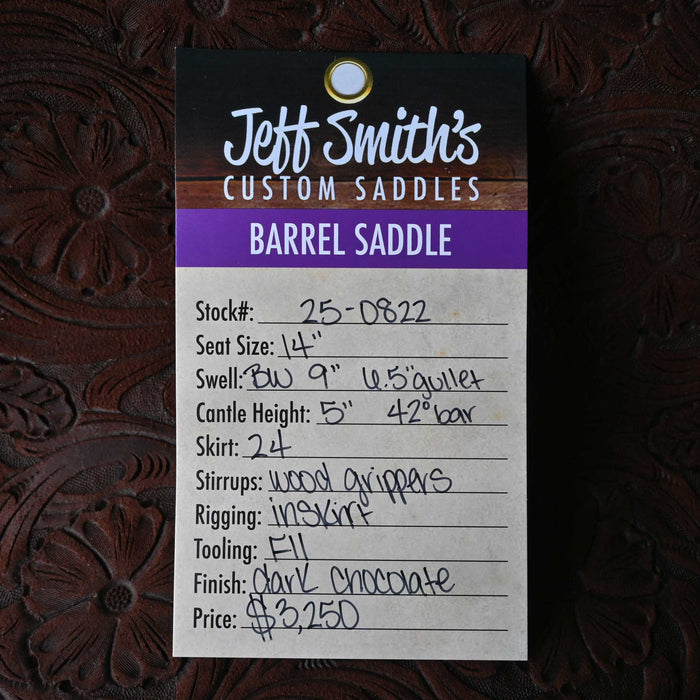 Jeff Smith's
CUSTOM SADDLES
BARREL SADDLE
Stock#: 25-0822
Seat Size: 14"
Swell: BW 9" 6.5" gullet
Cantle Height: 5" 42° bar
Skirt: 24
Stirrups: wood grippers
Rigging: inskirt
Tooling: F11
Finish: dark chocolate
Price: $3,250